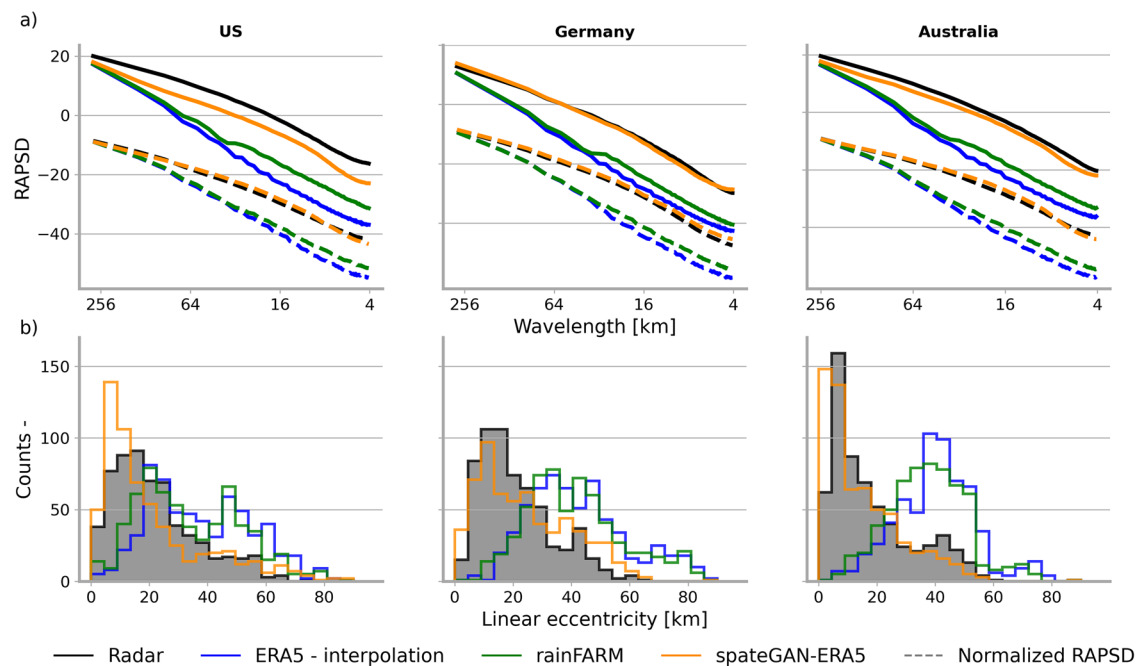 a)
US
Germany
Australia
RAPSD
20
0
−20
−40
256
64
16
4
256
64
16
4
256
64
16
4
Wavelength [km]
b)
Counts -
150
100
50
0
0
20
40
60
80
0
20
40
60
80
0
20
40
60
80
Linear eccentricity [km]
Radar
ERA5 - interpolation
rainFARM
spateGAN-ERA5
Normalized RAPSD